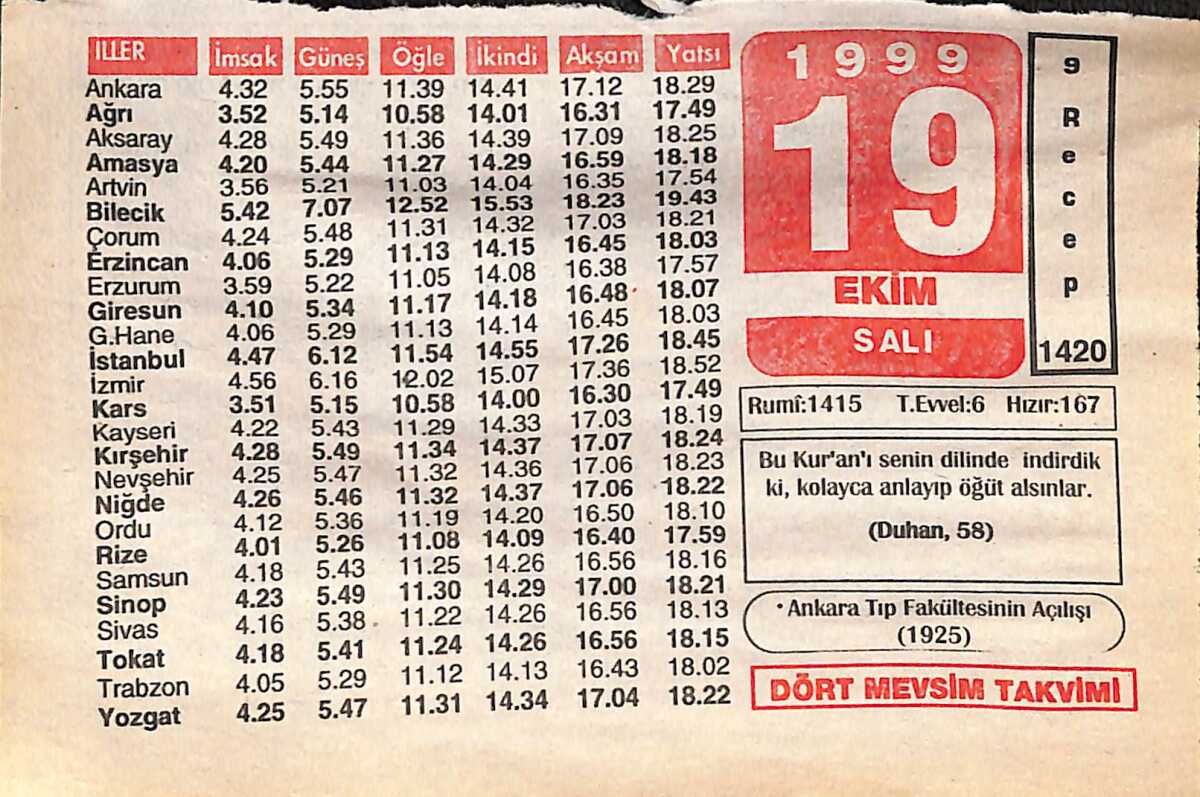 İLLER İmsak Güneş Öğle İkindi Akşam Yatsı
Ankara 4.32 5.55 11.39 14.41 17.12 18.29
Ağrı 3.52 5.14 10.58 14.01 16.31 17.49
Aksaray 4.28 5.49 11.36 14.39 17.09 18.25
Amasya 4.20 5.44 11.27 14.29 16.59 18.18
Artvin 3.56 5.21 11.03 14.04 16.35 17.54
Bilecik 5.42 7.07 12.52 15.53 18.23 19.43
Çorum 4.24 5.48 11.31 14.32 17.03 18.21
Erzincan 4.06 5.29 11.13 14.15 16.45 18.03
Erzurum 3.59 5.22 11.05 14.08 16.38 17.57
Giresun 4.10 5.34 11.17 14.18 16.48 18.07
G.Hane 4.06 5.29 11.13 14.14 16.45 18.03
İstanbul 4.47 6.12 11.54 14.55 17.26 18.45
İzmir 4.56 6.16 12.02 15.07 17.36 18.52
Kars 3.51 5.15 10.58 14.00 16.30 17.49
Kayseri 4.22 5.43 11.29 14.33 17.03 18.19
Kırşehir 4.28 5.49 11.34 14.37 17.07 18.24
Nevşehir 4.25 5.47 11.32 14.36 17.06 18.23
Niğde 4.26 5.46 11.32 14.37 17.06 18.22
Ordu 4.12 5.36 11.19 14.20 16.50 18.10
Rize 4.01 5.26 11.08 14.09 16.40 17.59
Samsun 4.18 5.43 11.25 14.26 16.56 18.16
Sinop 4.23 5.49 11.30 14.29 17.00 18.21
Sivas 4.16 5.38 11.22 14.26 16.56 18.13
Tokat 4.18 5.41 11.24 14.26 16.56 18.15
Trabzon 4.05 5.29 11.12 14.13 16.43 18.02
Yozgat 4.25 5.47 11.31 14.34 17.04 18.22
1999
19
EKİM
SALI
9
R
e
c
e
p
1420
Rumî:1415 T.Evvel:6 Hızır:167
Bu Kur'an'ı senin dilinde indirdik
ki, kolayca anlayıp öğüt alsınlar.
(Duhan, 58)
• Ankara Tıp Fakültesinin Açılışı
(1925)
DÖRT MEVSİM TAKVİMİ